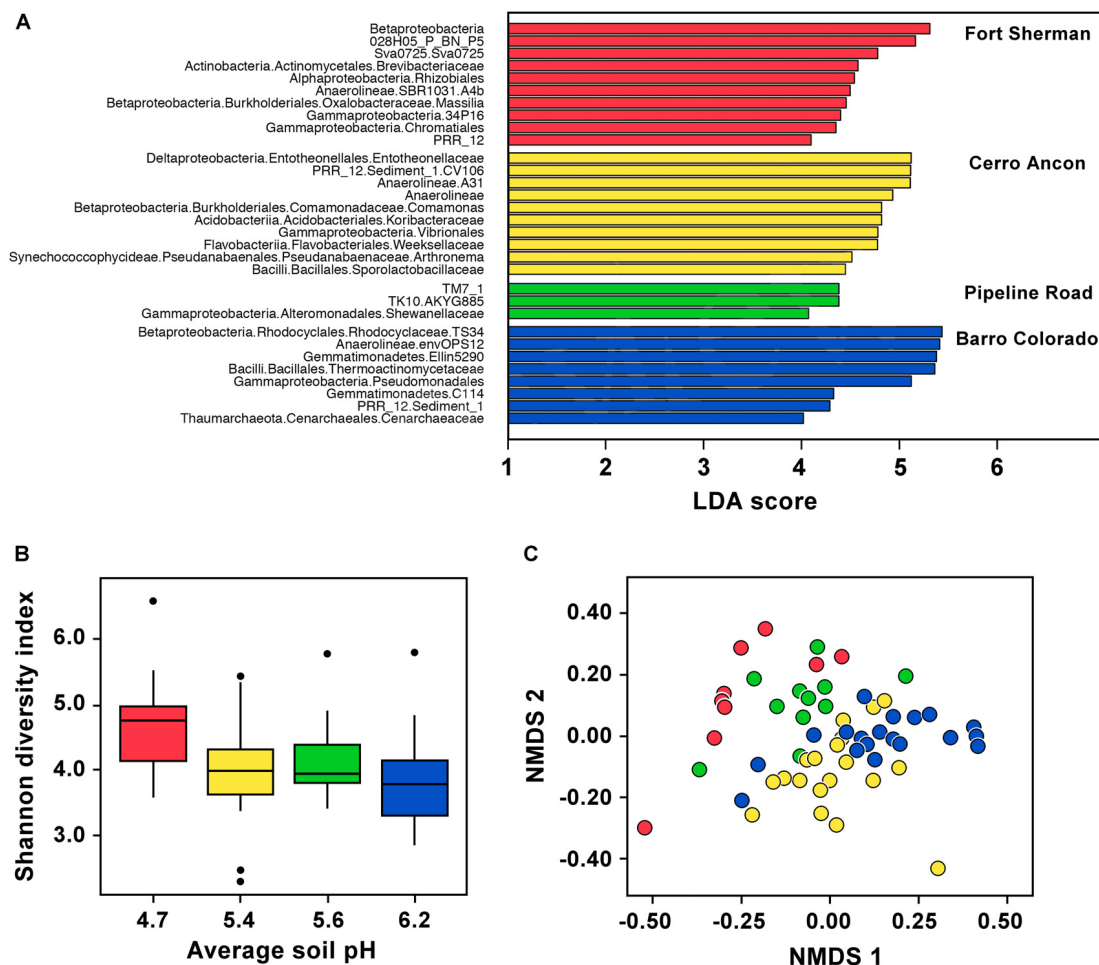 A
Betaproteobacteria
028H05_P_BN_P5
Sva0725.Sva0725
Actinobacteria.Actinomycetales.Brevibacteriaceae
Alphaproteobacteria.Rhizobiales
Anaerolineae.SBR1031.A4b
Betaproteobacteria.Burkholderiales.Oxalobacteraceae.Massilia
Gammaproteobacteria.34P16
Gammaproteobacteria.Chromatiales
PRR_12
Fort Sherman
Deltaproteobacteria.Entotheonellales.Entotheonellaceae
PRR_12.Sediment_1.CV106
Anaerolineae.A31
Anaerolineae
Betaproteobacteria.Burkholderiales.Comamonadaceae.Comamonas
Acidobacteriia.Acidobacteriales.Koribacteraceae
Gammaproteobacteria.Vibrionales
Flavobacteriia.Flavobacteriales.Weeksellaceae
Synechococcophycideae.Pseudanabaenales.Pseudanabaenaceae.Arthronema
Bacilli.Bacillales.Sporolactobacillaceae
Cerro Ancon
TM7_1
TK10.AKYG885
Gammaproteobacteria.Alteromonadales.Shewanellaceae
Pipeline Road
Betaproteobacteria.Rhodocyclales.Rhodocyclaceae.TS34
Anaerolineae.envOPS12
Gemmatimonadetes.Ellin5290
Bacilli.Bacillales.Thermoactinomycetaceae
Gammaproteobacteria.Pseudomonadales
Gemmatimonadetes.C114
PRR_12.Sediment_1
Thaumarchaeota.Cenarchaeales.Cenarchaeaceae
Barro Colorado
1 2 3 4 5 6
LDA score
B
Shannon diversity index
6.0
5.0
4.0
3.0
4.7 5.4 5.6 6.2
Average soil pH
C
NMDS 2
0.40
0.20
0.00
-0.20
-0.40
-0.50 -0.25 0.00 0.25 0.50
NMDS 1